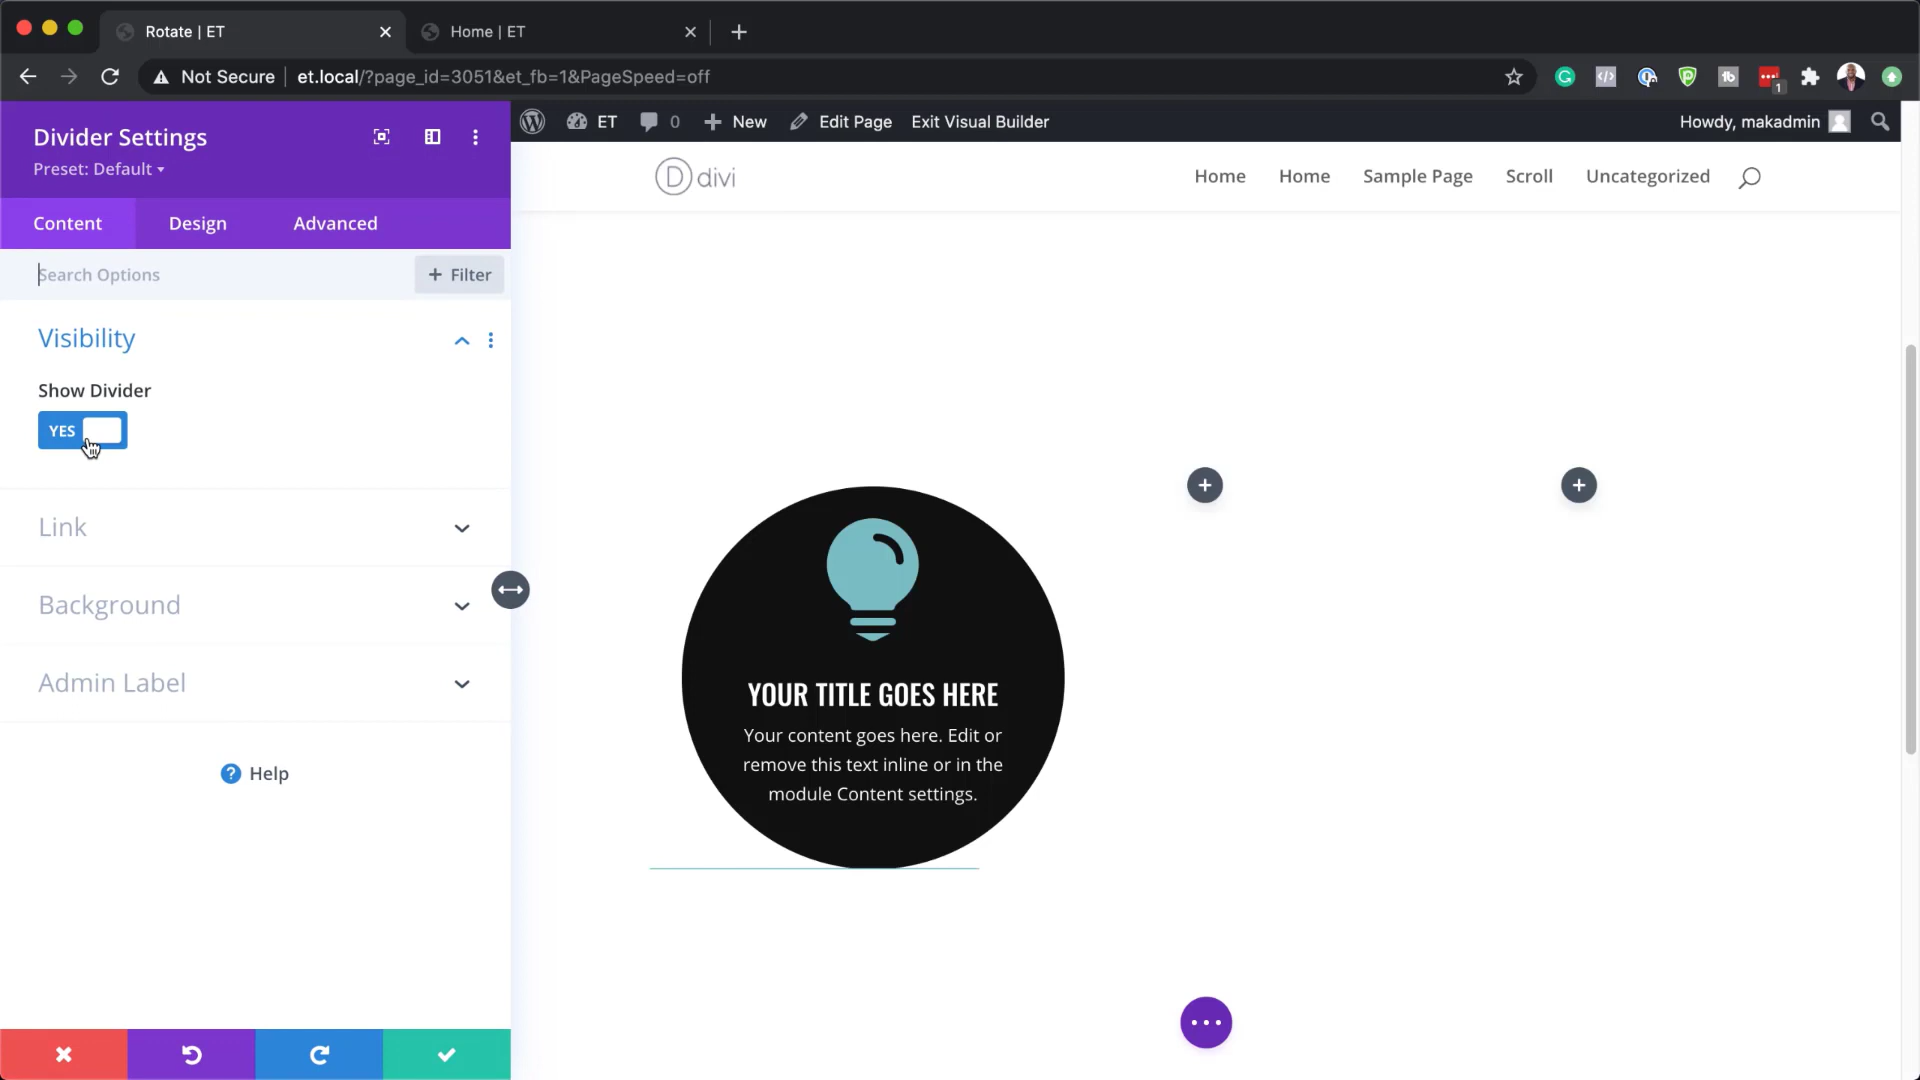 Rotate | ET
Home | ET
Not Secure
et.local/?page_id=3051&et_fb=1&PageSpeed=off
1
Divider Settings
Preset: Default
Content
Design
Advanced
Search Options
+ Filter
Visibility
Show Divider
YES
Link
Background
Admin Label
? Help
ET
0
+ New
Edit Page
Exit Visual Builder
Howdy, makadmin
D divi
Home
Home
Sample Page
Scroll
Uncategorized
YOUR TITLE GOES HERE
Your content goes here. Edit or
remove this text inline or in the
module Content settings.